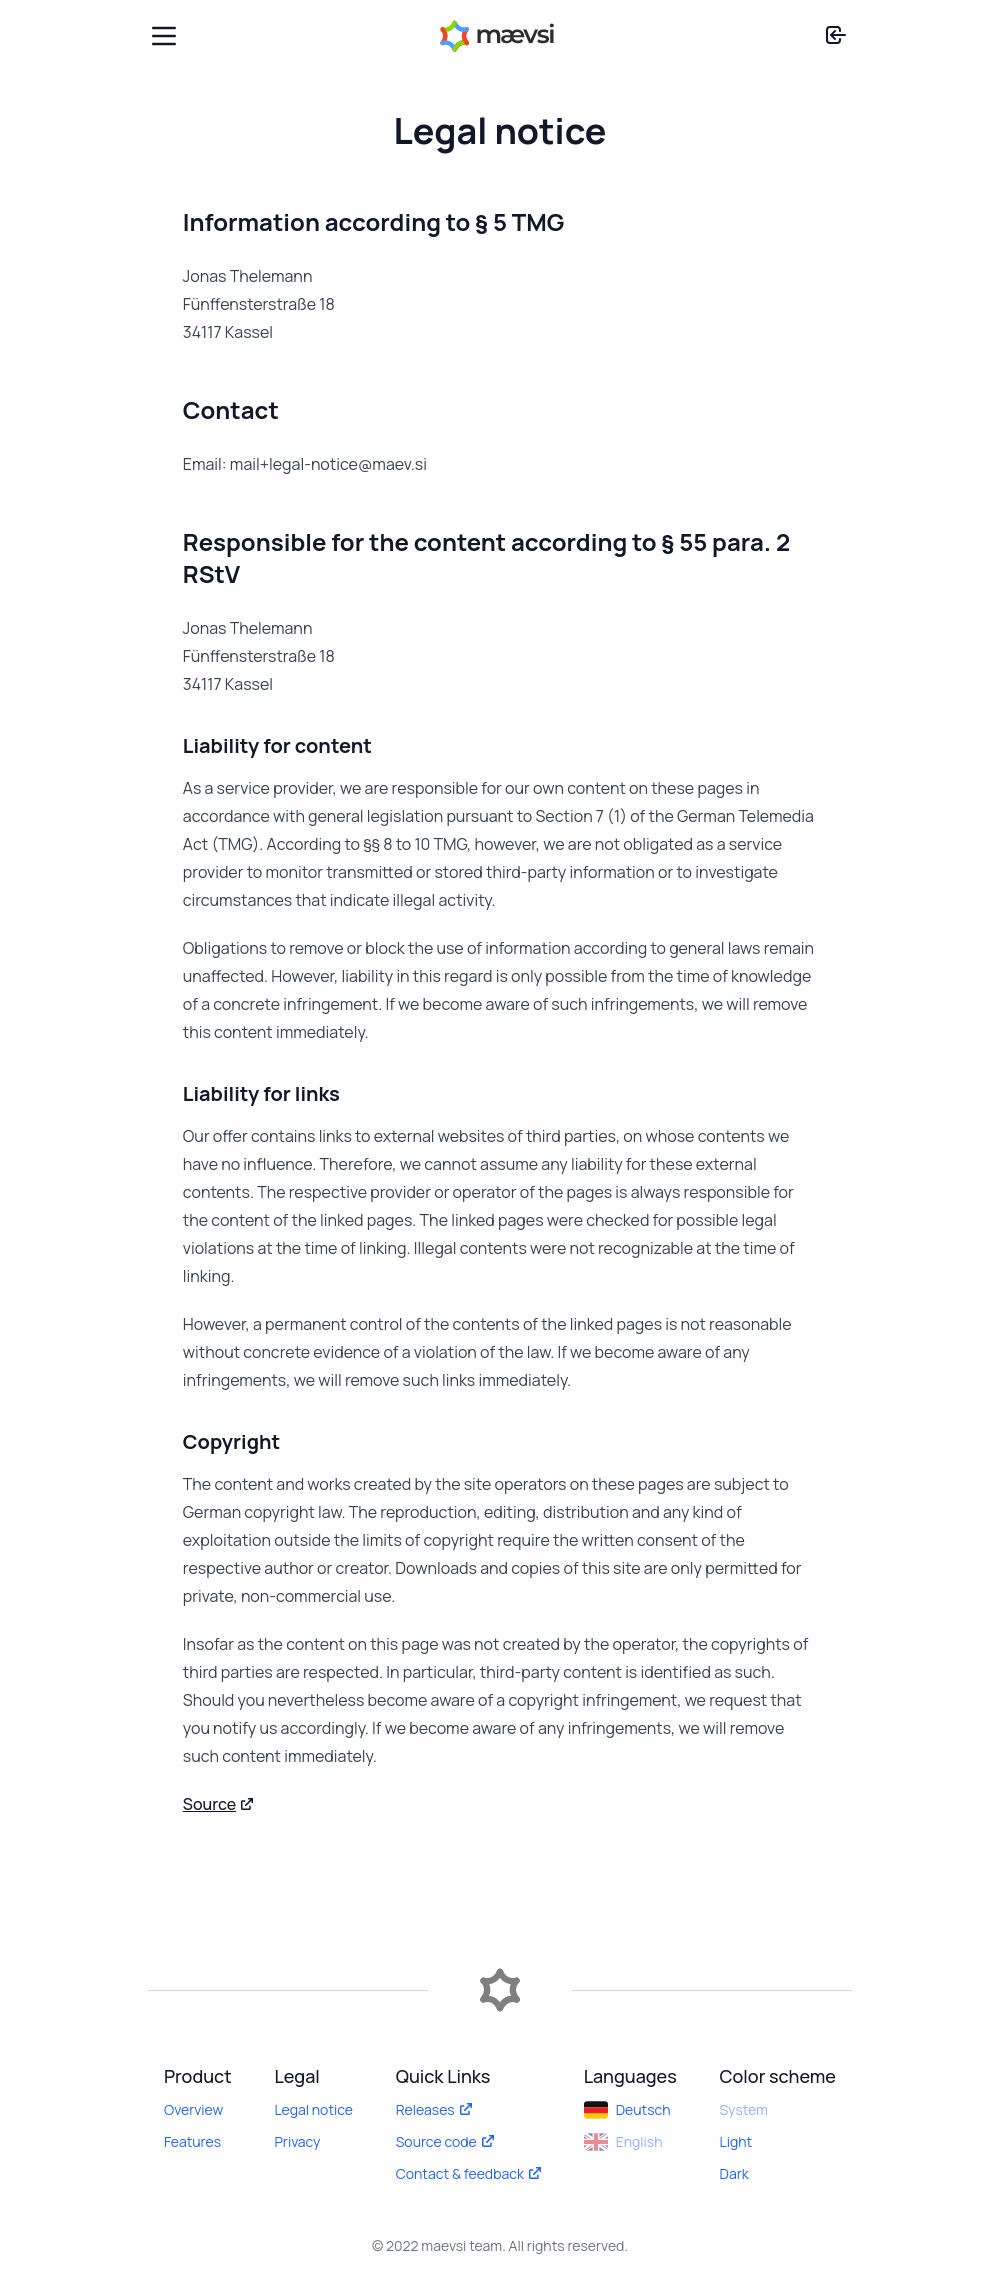 mævsi
Legal notice
Information according to § 5 TMG
Jonas Thelemann
Fünffensterstraße 18
34117 Kassel
Contact
Email: mail+legal-notice@maev.si
Responsible for the content according to § 55 para. 2
RStV
Jonas Thelemann
Fünffensterstraße 18
34117 Kassel
Liability for content
As a service provider, we are responsible for our own content on these pages in
accordance with general legislation pursuant to Section 7 (1) of the German Telemedia
Act (TMG). According to §§ 8 to 10 TMG, however, we are not obligated as a service
provider to monitor transmitted or stored third-party information or to investigate
circumstances that indicate illegal activity.
Obligations to remove or block the use of information according to general laws remain
unaffected. However, liability in this regard is only possible from the time of knowledge
of a concrete infringement. If we become aware of such infringements, we will remove
this content immediately.
Liability for links
Our offer contains links to external websites of third parties, on whose contents we
have no influence. Therefore, we cannot assume any liability for these external
contents. The respective provider or operator of the pages is always responsible for
the content of the linked pages. The linked pages were checked for possible legal
violations at the time of linking. Illegal contents were not recognizable at the time of
linking.
However, a permanent control of the contents of the linked pages is not reasonable
without concrete evidence of a violation of the law. If we become aware of any
infringements, we will remove such links immediately.
Copyright
The content and works created by the site operators on these pages are subject to
German copyright law. The reproduction, editing, distribution and any kind of
exploitation outside the limits of copyright require the written consent of the
respective author or creator. Downloads and copies of this site are only permitted for
private, non-commercial use.
Insofar as the content on this page was not created by the operator, the copyrights of
third parties are respected. In particular, third-party content is identified as such.
Should you nevertheless become aware of a copyright infringement, we request that
you notify us accordingly. If we become aware of any infringements, we will remove
such content immediately.
Source
Product
Overview
Features
Legal
Legal notice
Privacy
Quick Links
Releases
Source code
Contact & feedback
Languages
Deutsch
English
Color scheme
System
Light
Dark
© 2022 maevsi team. All rights reserved.